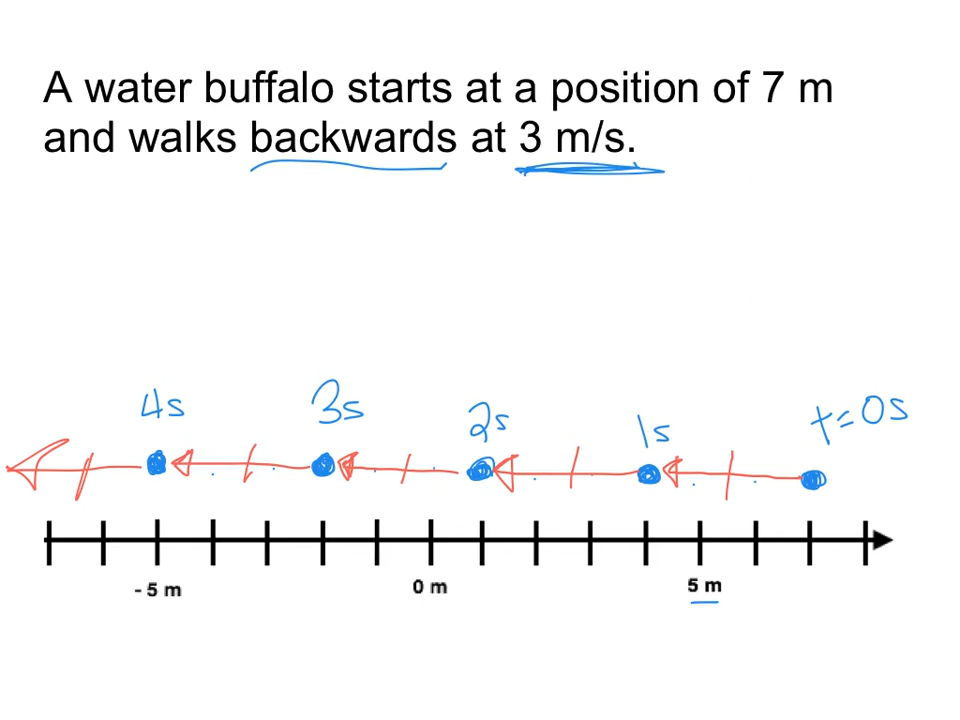 A water buffalo starts at a position of 7 m
and walks backwards at 3 m/s.
4s 3s 2s 1s t=0s
- 5 m 0 m 5 m